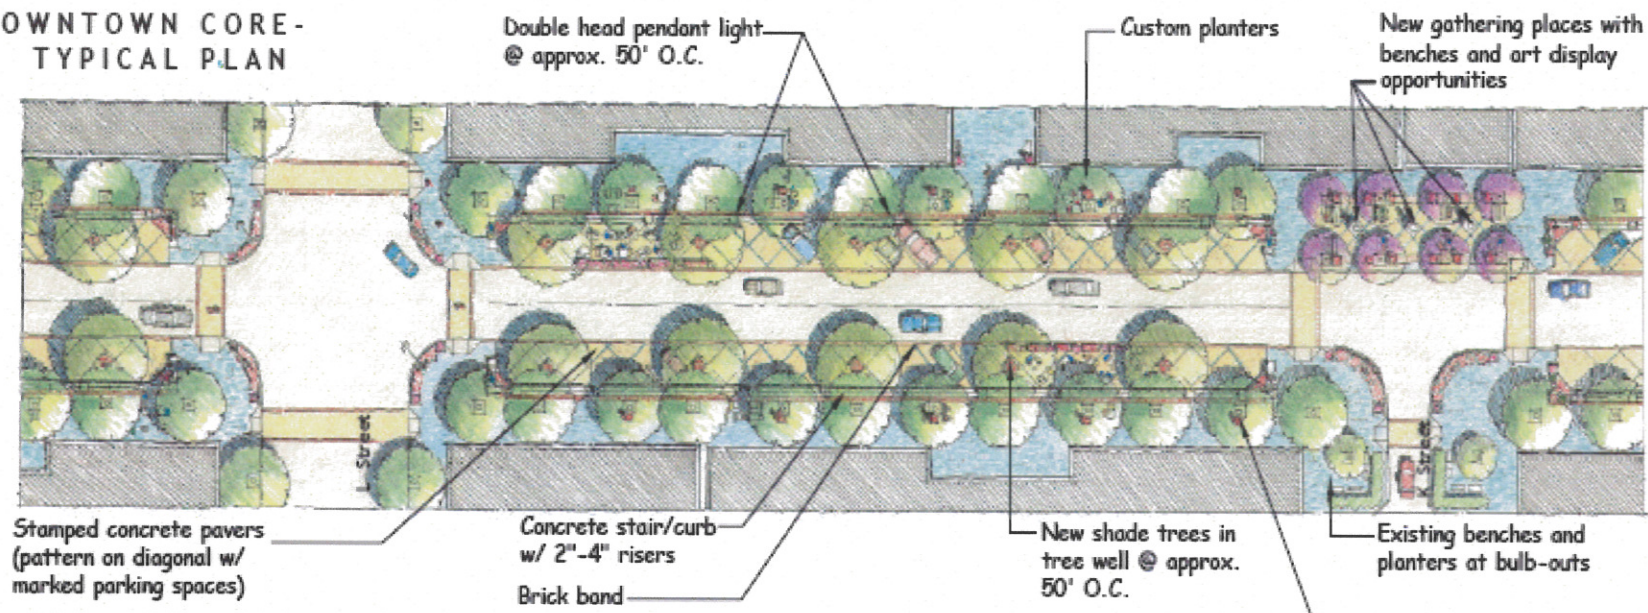 OWNTOWN CORE-
TYPICAL PLAN
Double head pendant light
@ approx. 50' O.C.
Custom planters
New gathering places with
benches and art display
opportunities
L Street
K Street
Stamped concrete pavers
(pattern on diagonal w/
marked parking spaces)
Concrete stair/curb
w/ 2"-4" risers
Brick band
New shade trees in
tree well @ approx.
50' O.C.
Existing benches and
planters at bulb-outs